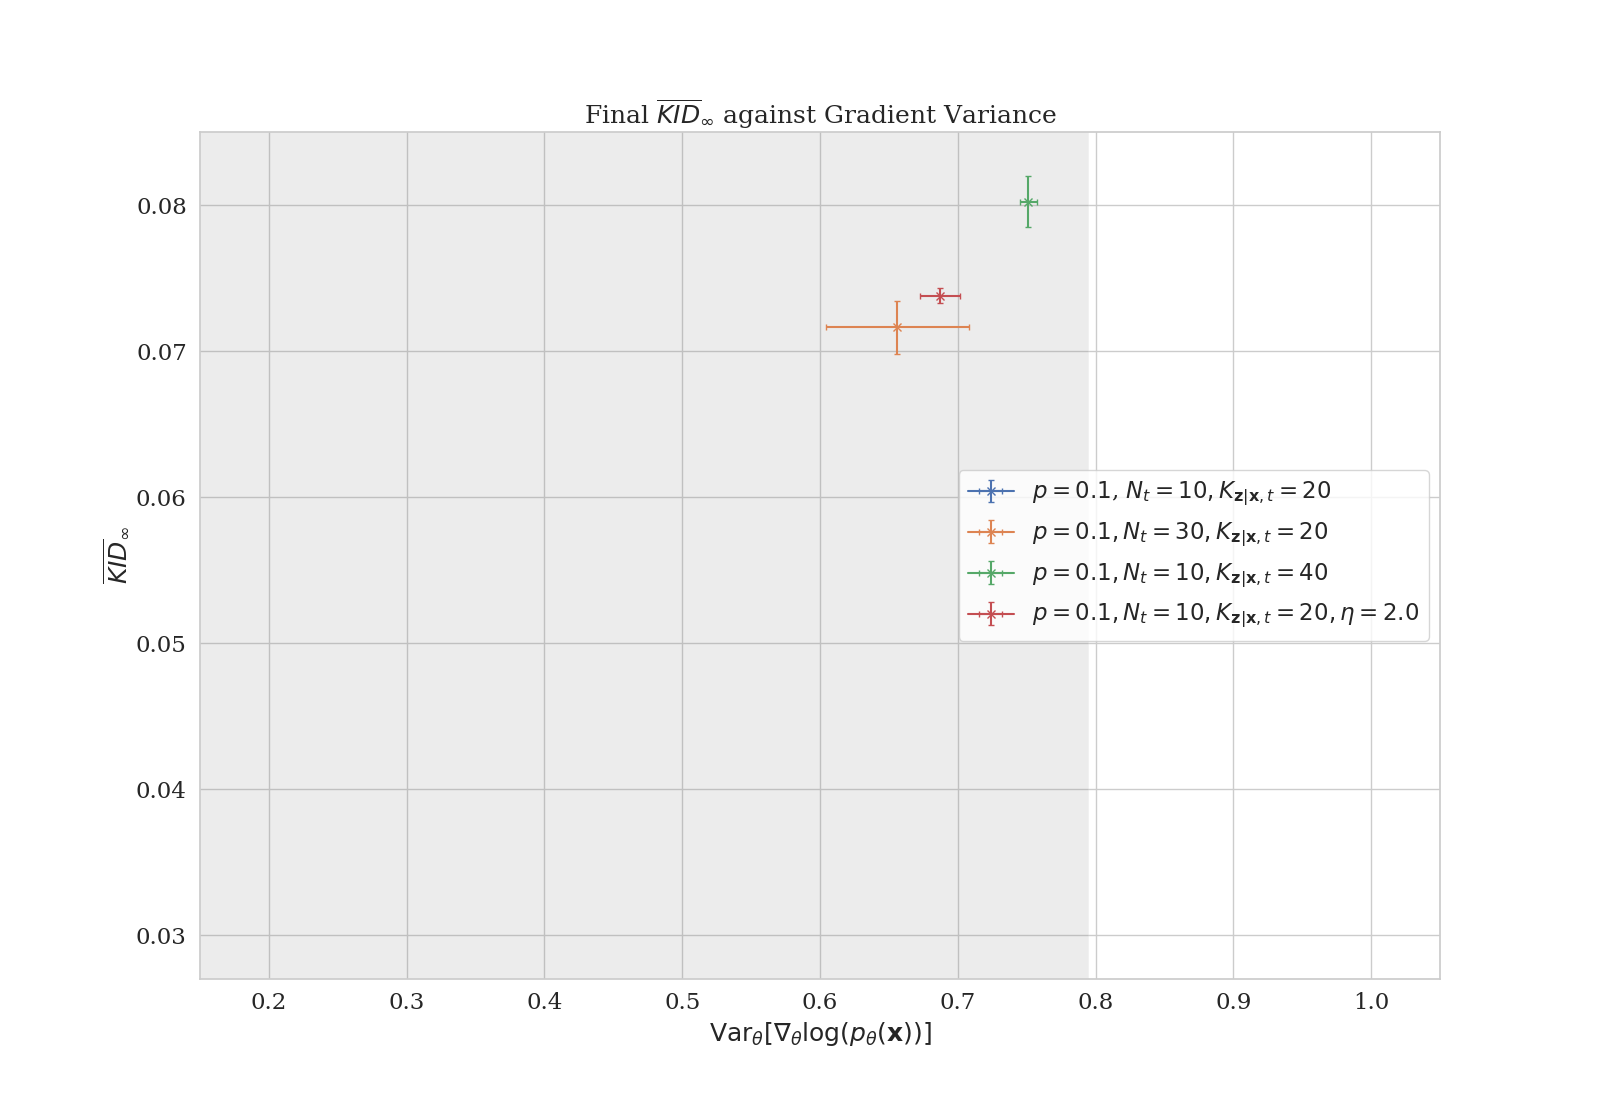 Final $\overline{KID}_\infty$ against Gradient Variance
0.08
0.07
0.06
0.05
0.04
0.03
$\overline{KID}_\infty$
$p = 0.1, N_t = 10, K_{\mathbf{z}|\mathbf{x},t} = 20$
$p = 0.1, N_t = 30, K_{\mathbf{z}|\mathbf{x},t} = 20$
$p = 0.1, N_t = 10, K_{\mathbf{z}|\mathbf{x},t} = 40$
$p = 0.1, N_t = 10, K_{\mathbf{z}|\mathbf{x},t} = 20, \eta = 2.0$
0.2 0.3 0.4 0.5 0.6 0.7 0.8 0.9 1.0
$\mathrm{Var}_\theta[\nabla_\theta \log(p_\theta(\mathbf{x}))]$